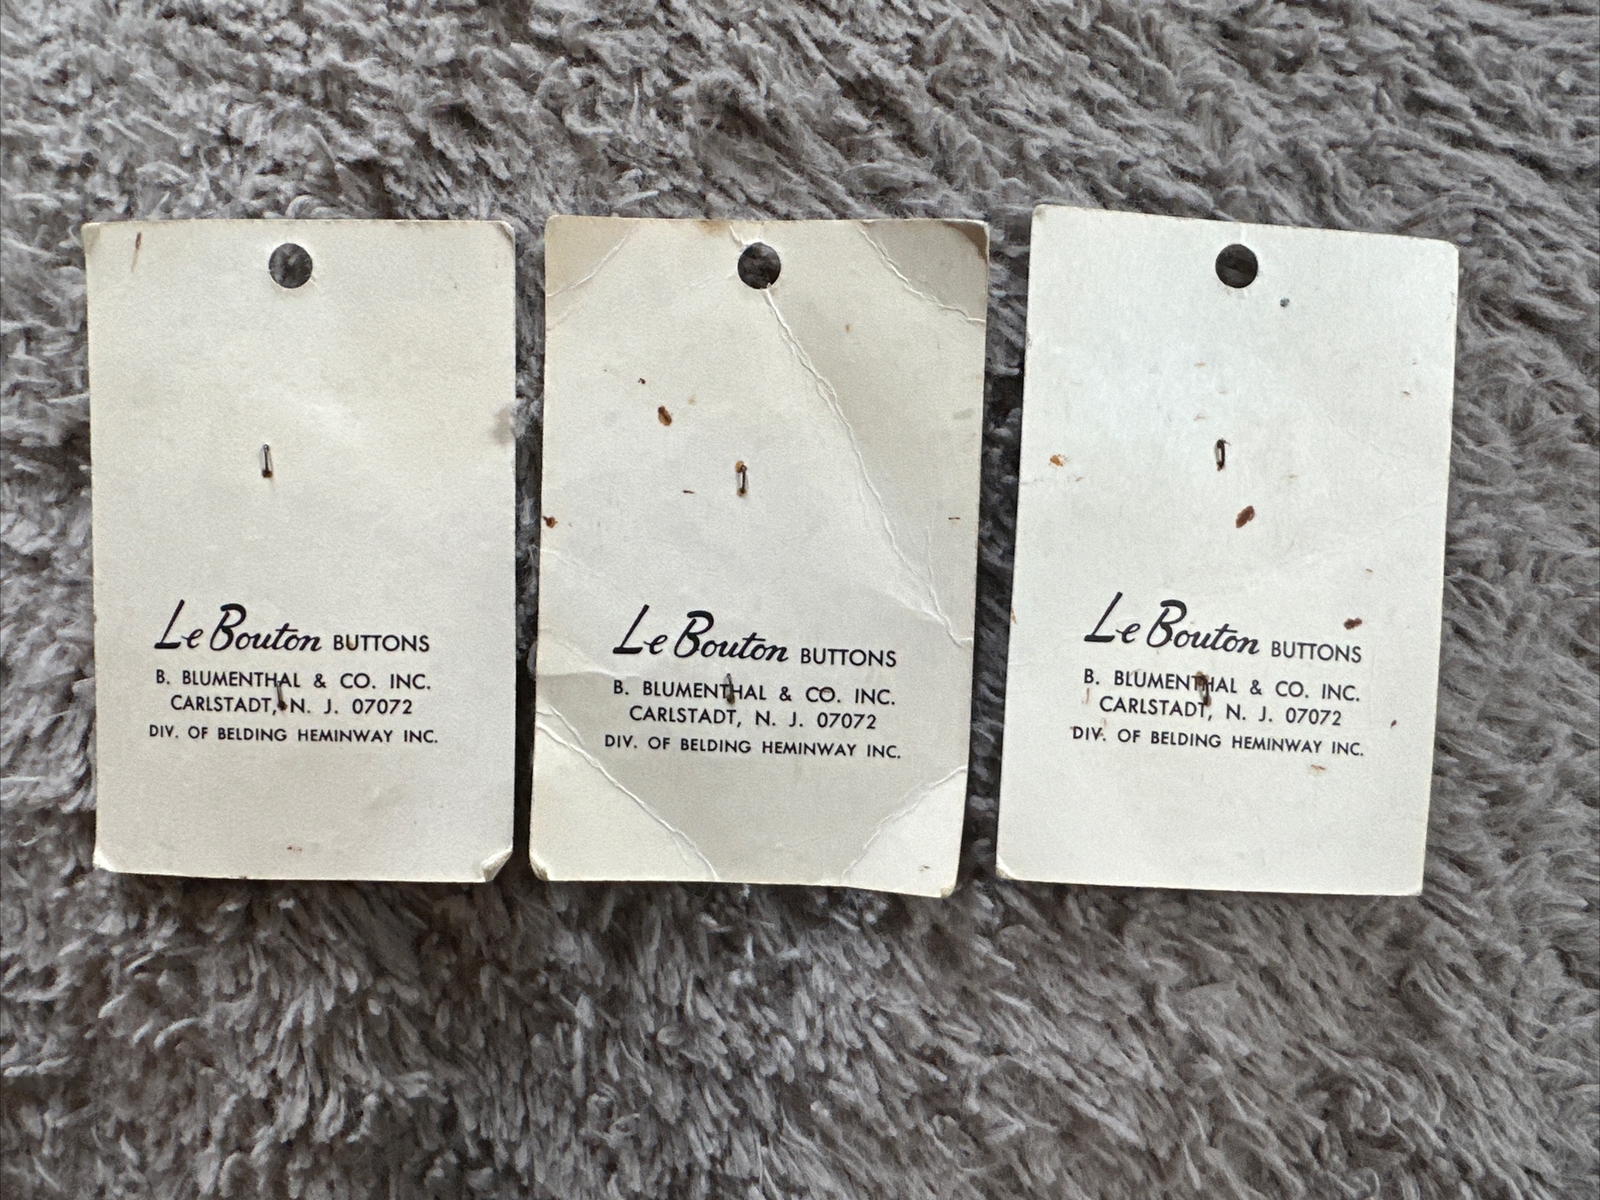 Le Bouton BUTTONS
B. BLUMENTHAL & CO. INC.
CARLSTADT, N. J. 07072
DIV. OF BELDING HEMINWAY INC.
Le Bouton BUTTONS
B. BLUMENTHAL & CO. INC.
CARLSTADT, N. J. 07072
DIV. OF BELDING HEMINWAY INC.
Le Bouton BUTTONS
B. BLUMENTHAL & CO. INC.
CARLSTADT, N. J. 07072
DIV. OF BELDING HEMINWAY INC.